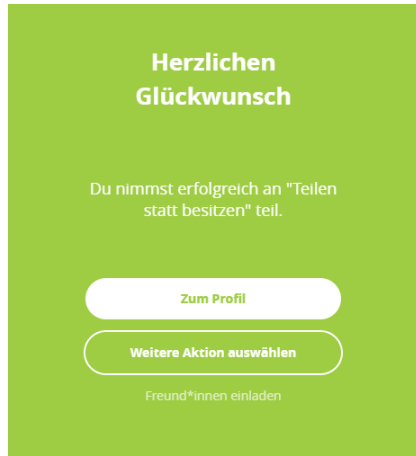 Herzlichen
Glückwunsch
Du nimmst erfolgreich an "Teilen
statt besitzen" teil.
Zum Profil
Weitere Aktion auswählen
Freund*innen einladen